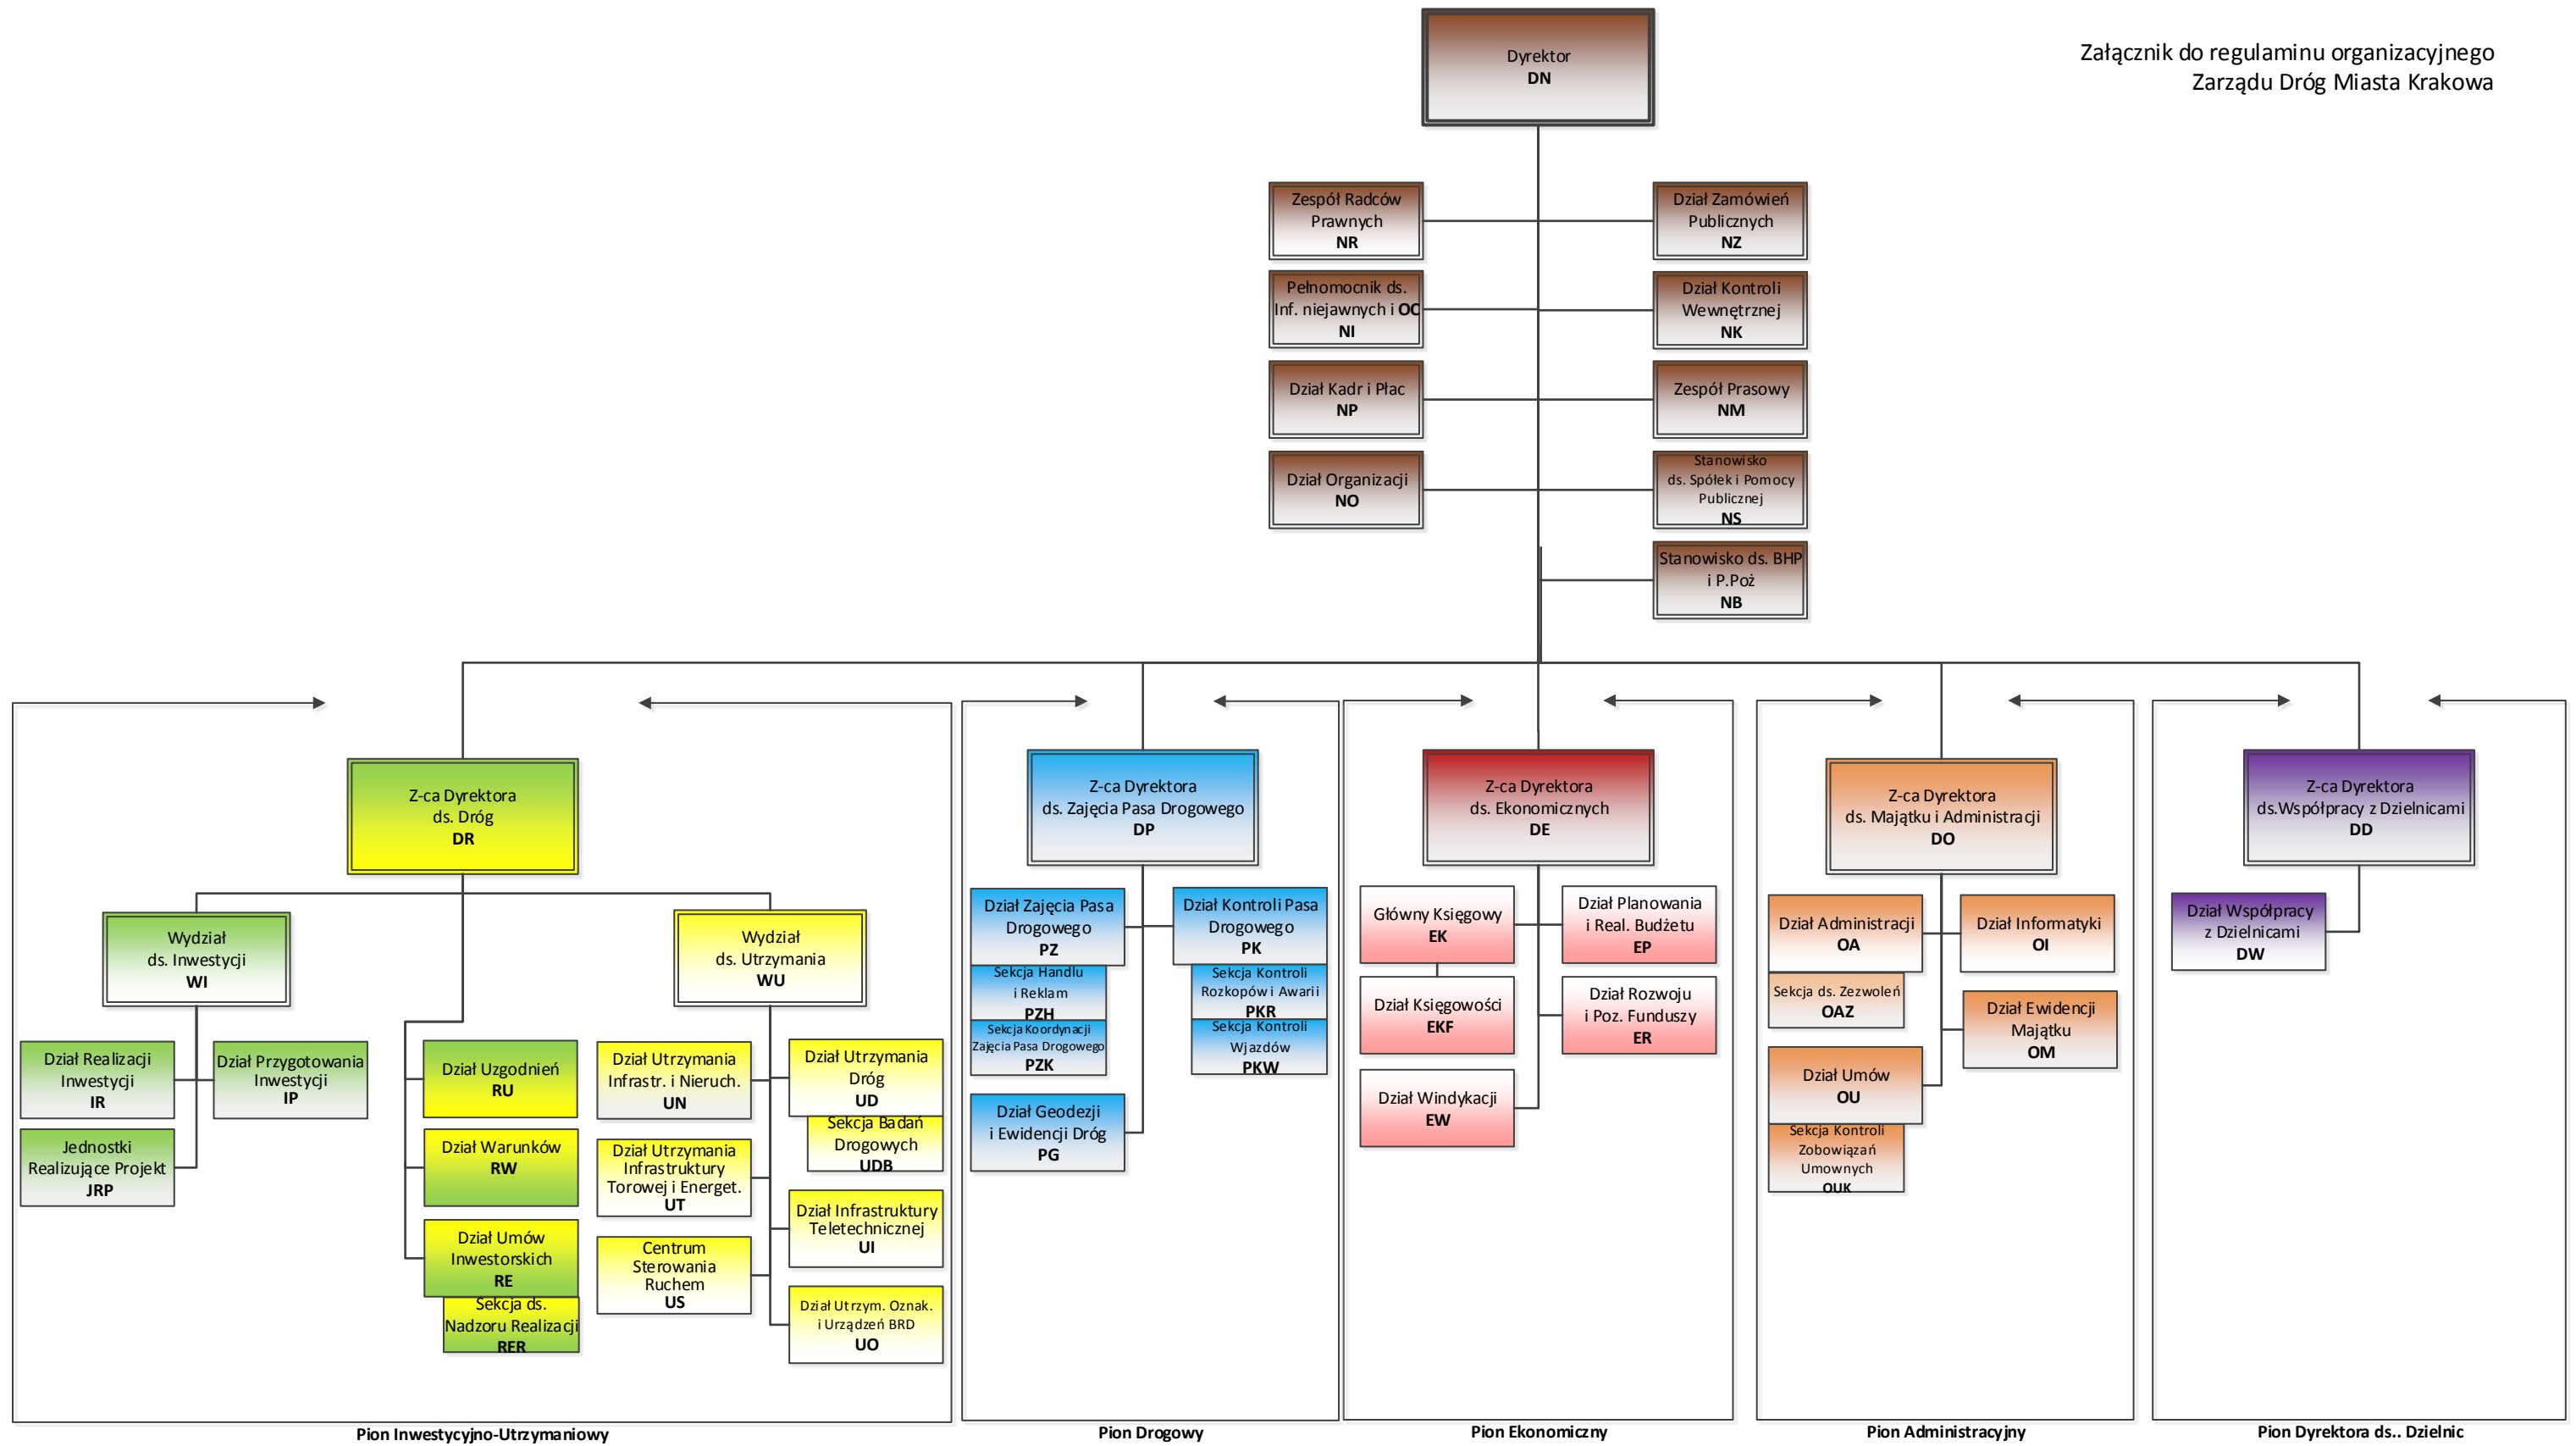 Załącznik do regulaminu organizacyjnego
Zarządu Dróg Miasta Krakowa
Dyrektor
DN
Zespół Radców
Prawnych
NR
Dział Zamówień
Publicznych
NZ
Pełnomocnik ds.
Inf. niejawnych i OC
NI
Dział Kontroli
Wewnętrznej
NK
Dział Kadr i Płac
NP
Zespół Prasowy
NM
Dział Organizacji
NO
Stanowisko
ds. Spółek i Pomocy
Publicznej
NS
Stanowisko ds. BHP
i P.Poż
NB
Z-ca Dyrektora
ds. Dróg
DR
Wydział
ds. Inwestycji
WI
Dział Realizacji
Inwestycji
IR
Dział Przygotowania
Inwestycji
IP
Jednostki
Realizujące Projekt
JRP
Dział Uzgodnień
RU
Dział Warunków
RW
Dział Umów
Inwestorskich
RE
Sekcja ds.
Nadzoru Realizacji
RER
Wydział
ds. Utrzymania
WU
Dział Utrzymania
Infrastr. i Nieruch.
UN
Dział Utrzymania
Dróg
UD
Sekcja Badań
Drogowych
UDB
Dział Utrzymania
Infrastruktury
Torowej i Energet.
UT
Dział Infrastruktury
Teletechnicznej
UI
Centrum
Sterowania
Ruchem
US
Dział Utrzym. Oznak.
i Urządzeń BRD
UO
Pion Inwestycyjno-Utrzymaniowy
Z-ca Dyrektora
ds. Zajęcia Pasa Drogowego
DP
Dział Zajęcia Pasa
Drogowego
PZ
Sekcja Handlu
i Reklam
PZH
Sekcja Koordynacji
Zajęcia Pasa Drogowego
PZK
Dział Kontroli Pasa
Drogowego
PK
Sekcja Kontroli
Rozkopów i Awarii
PKR
Sekcja Kontroli
Wjazdów
PKW
Dział Geodezji
i Ewidencji Dróg
PG
Pion Drogowy
Z-ca Dyrektora
ds. Ekonomicznych
DE
Główny Księgowy
EK
Dział Planowania
i Real. Budżetu
EP
Dział Księgowości
EKF
Dział Rozwoju
i Poz. Funduszy
ER
Dział Windykacji
EW
Pion Ekonomiczny
Z-ca Dyrektora
ds. Majątku i Administracji
DO
Dział Administracji
OA
Sekcja ds. Zezwoleń
OAZ
Dział Informatyki
OI
Dział Ewidencji
Majątku
OM
Dział Umów
OU
Sekcja Kontroli
Zobowiązań
Umownych
OUK
Pion Administracyjny
Z-ca Dyrektora
ds.Współpracy z Dzielnicami
DD
Dział Współpracy
z Dzielnicami
DW
Pion Dyrektora ds.. Dzielnic